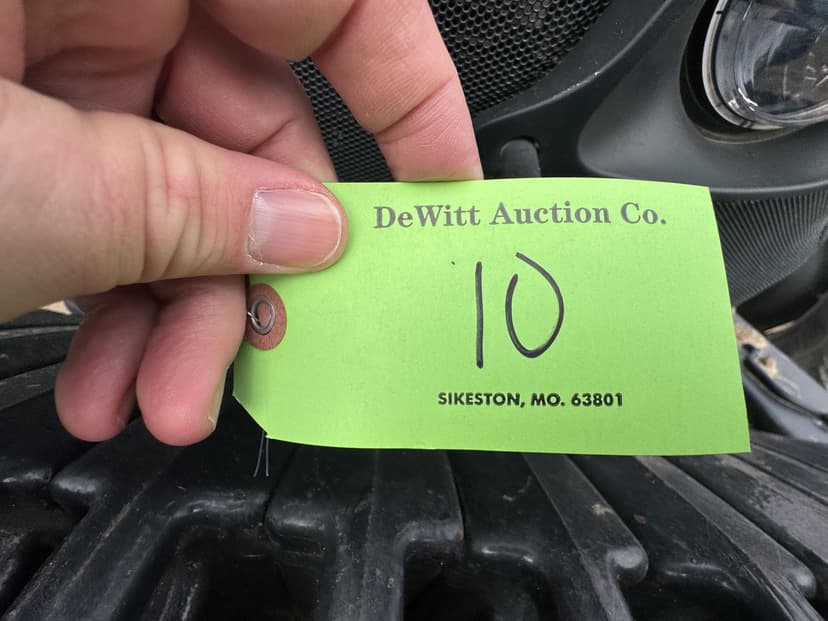 DeWitt Auction Co.
10
SIKESTON, MO. 63801